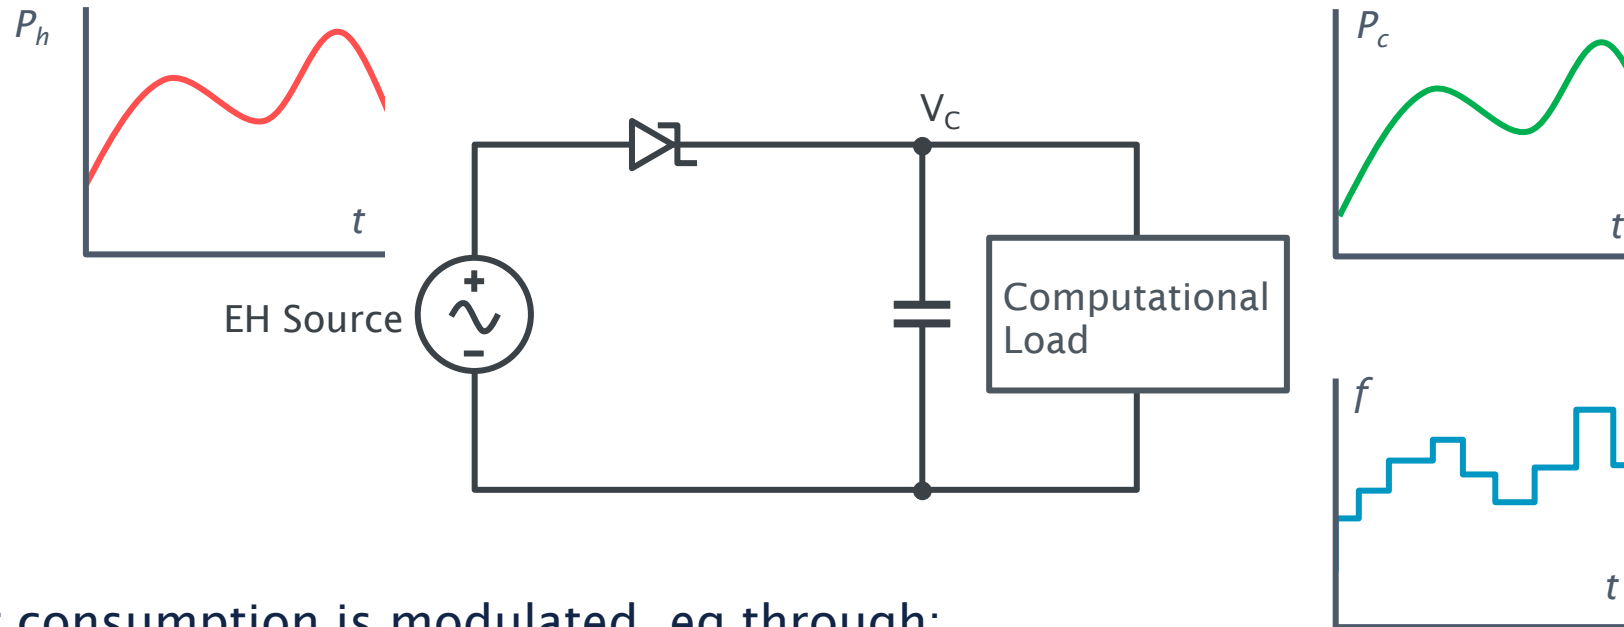 Ph
t
EH Source
VC
Computational
Load
Pc
t
f
t
consumption is modulated, eg through: